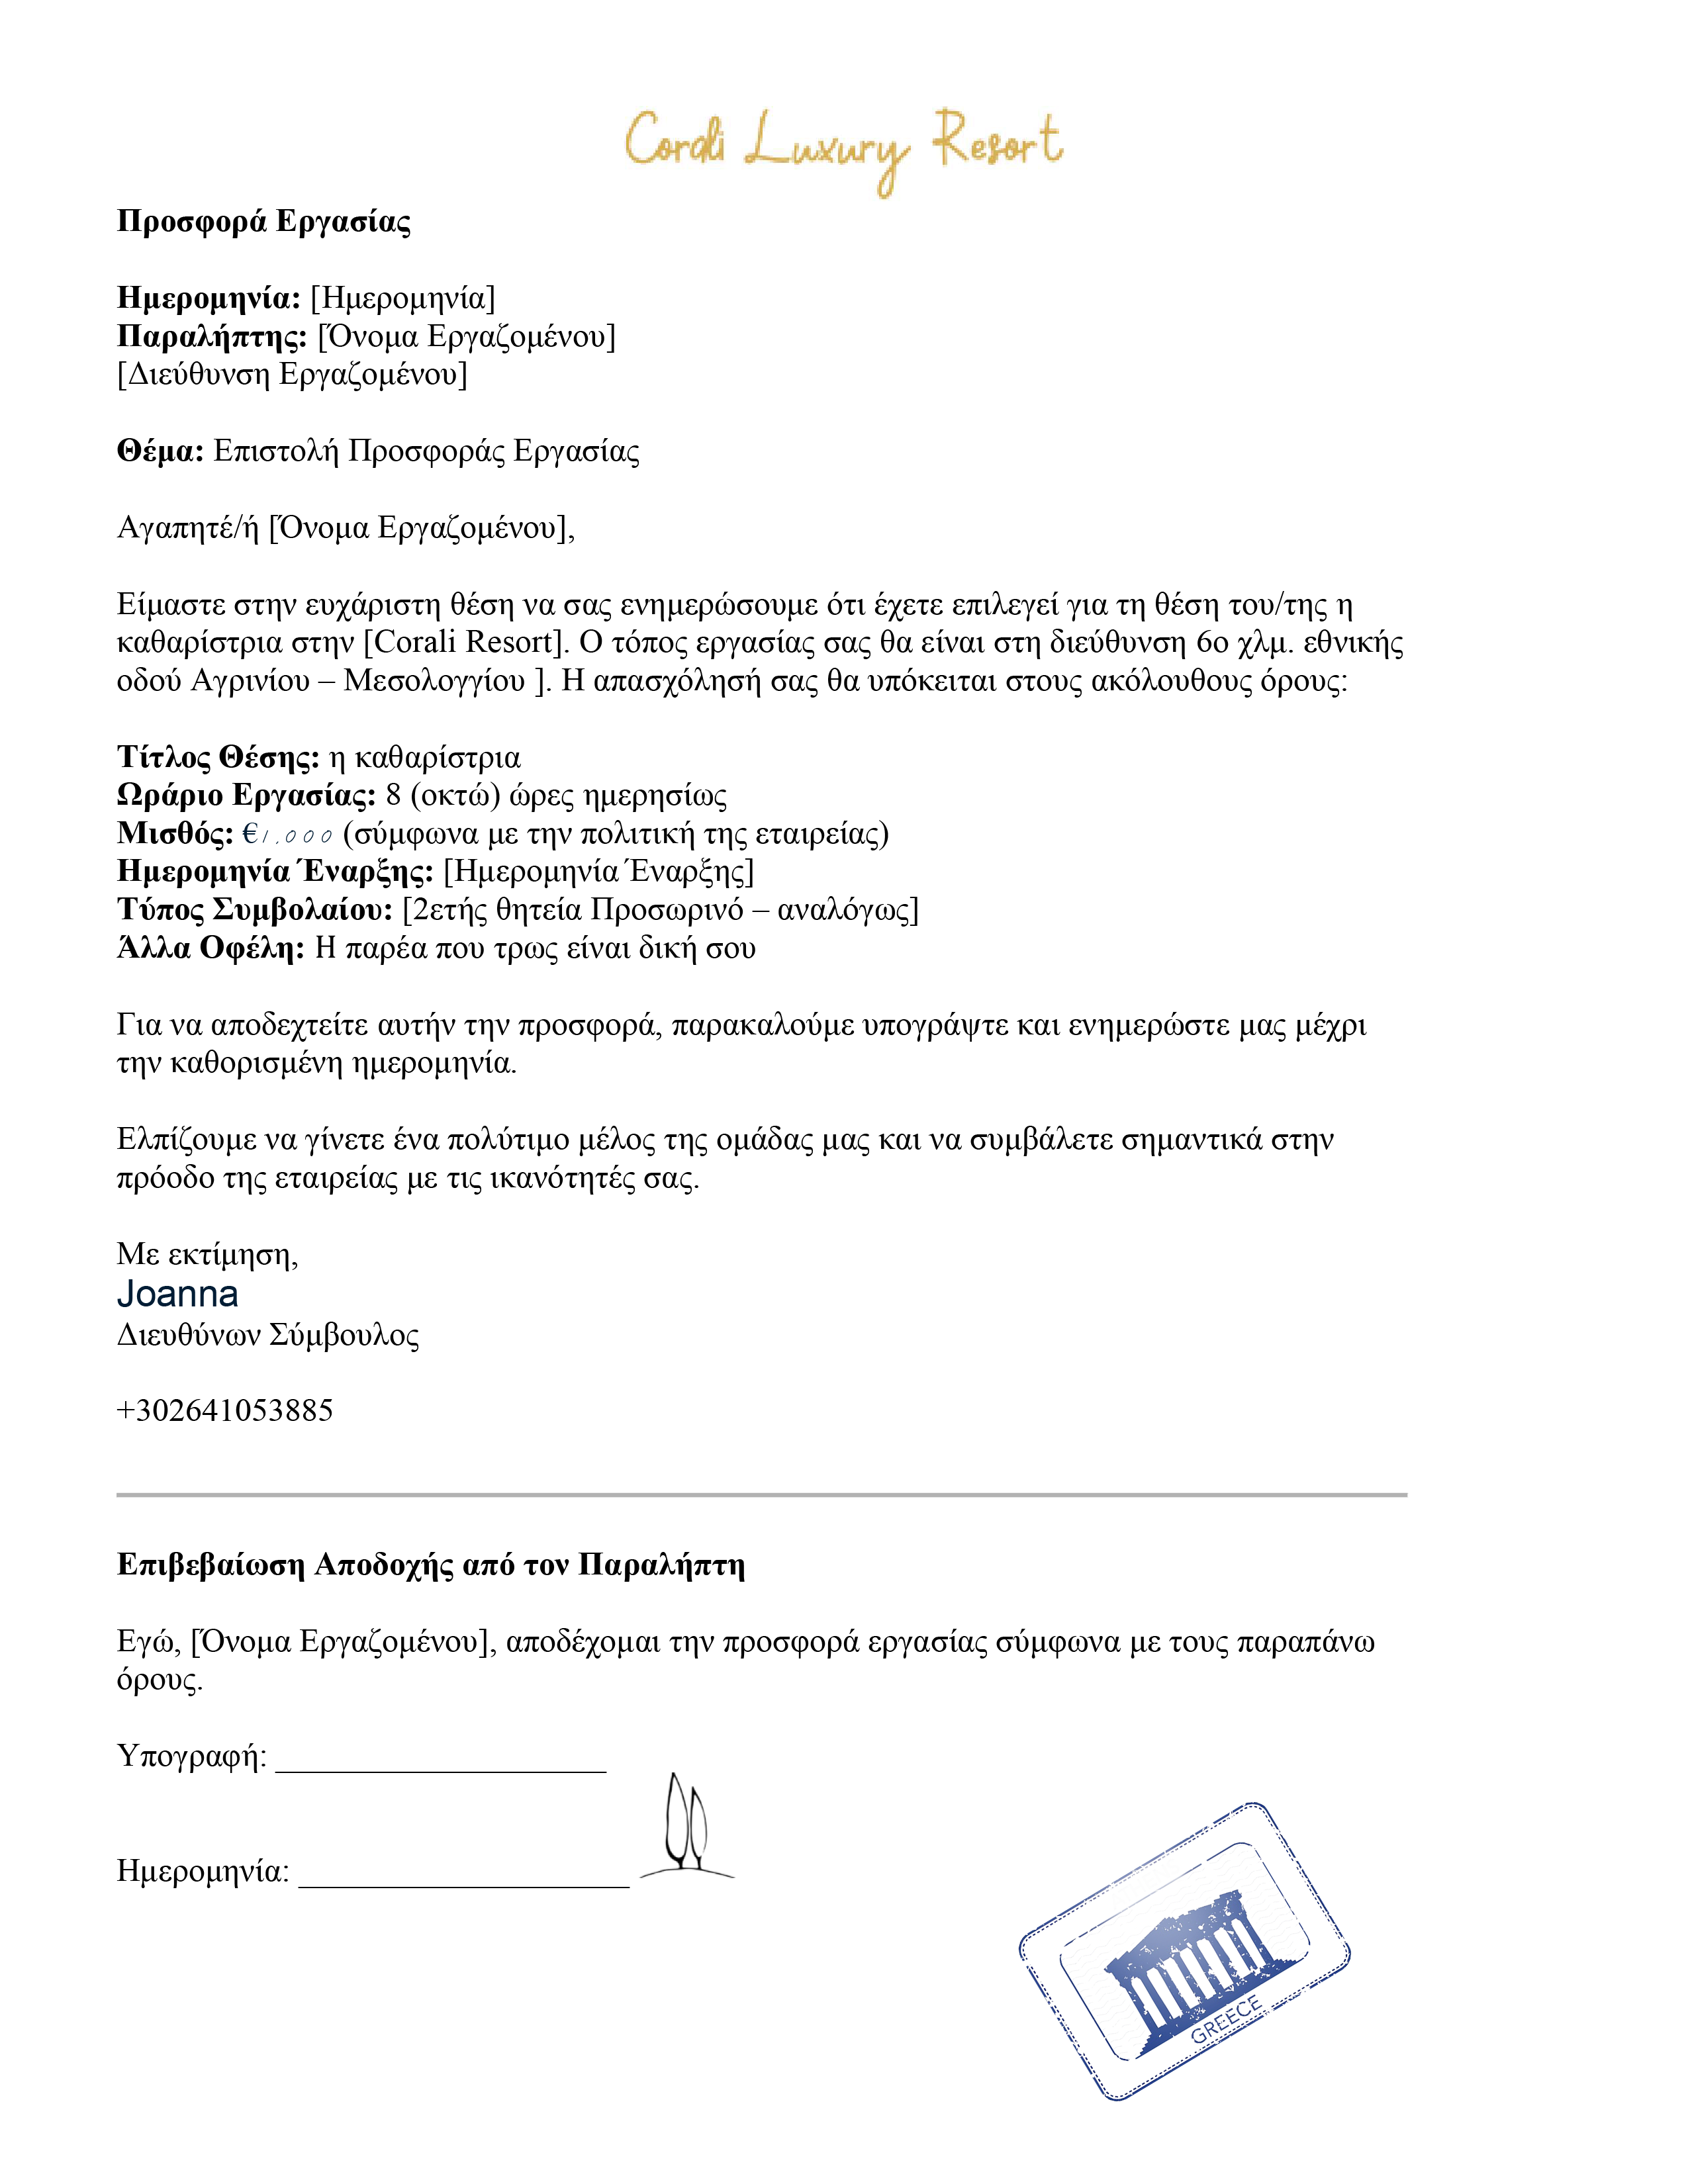 Corali Luxury Resort
Προσφορά Εργασίας
Ημερομηνία: [Ημερομηνία]
Παραλήπτης: [Όνομα Εργαζομένου]
[Διεύθυνση Εργαζομένου]
Θέμα: Επιστολή Προσφοράς Εργασίας
Αγαπητέ/ή [Όνομα Εργαζομένου],
Είμαστε στην ευχάριστη θέση να σας ενημερώσουμε ότι έχετε επιλεγεί για τη θέση του/της η
καθαρίστρια στην [Corali Resort]. Ο τόπος εργασίας σας θα είναι στη διεύθυνση 6ο χλμ. εθνικής
οδού Αγρινίου – Μεσολογγίου ]. Η απασχόλησή σας θα υπόκειται στους ακόλουθους όρους:
Τίτλος Θέσης: η καθαρίστρια
Ωράριο Εργασίας: 8 (οκτώ) ώρες ημερησίως
Μισθός: €1.000 (σύμφωνα με την πολιτική της εταιρείας)
Ημερομηνία Έναρξης: [Ημερομηνία Έναρξης]
Τύπος Συμβολαίου: [2ετής θητεία Προσωρινό – αναλόγως]
Άλλα Οφέλη: Η παρέα που τρως είναι δική σου
Για να αποδεχτείτε αυτήν την προσφορά, παρακαλούμε υπογράψτε και ενημερώστε μας μέχρι
την καθορισμένη ημερομηνία.
Ελπίζουμε να γίνετε ένα πολύτιμο μέλος της ομάδας μας και να συμβάλετε σημαντικά στην
πρόοδο της εταιρείας με τις ικανότητές σας.
Με εκτίμηση,
Joanna
Διευθύνων Σύμβουλος
+302641053885
Επιβεβαίωση Αποδοχής από τον Παραλήπτη
Εγώ, [Όνομα Εργαζομένου], αποδέχομαι την προσφορά εργασίας σύμφωνα με τους παραπάνω
όρους.
Υπογραφή: ____________________
Ημερομηνία: ____________________
GREECE